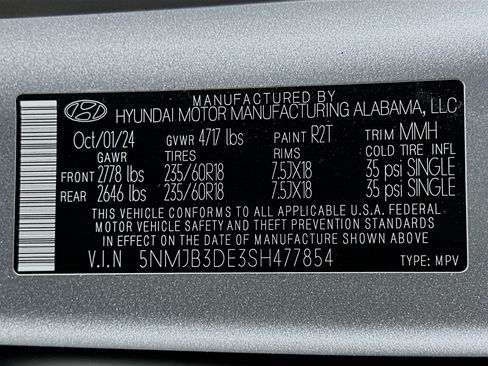 MANUFACTURED BY
HYUNDAI MOTOR MANUFACTURING ALABAMA, LLC
Oct/01/24 GVWR 4717 lbs PAINT R2T TRIM MMH
GAWR TIRES RIMS COLD TIRE INFL
FRONT 2778 lbs 235/60R18 7.5JX18 35 psi SINGLE
REAR 2646 lbs 235/60R18 7.5JX18 35 psi SINGLE
THIS VEHICLE CONFORMS TO ALL APPLICABLE U.S.A. FEDERAL
MOTOR VEHICLE SAFETY AND THEFT PREVENTION STANDARDS
IN EFFECT ON THE DATE OF MANUFACTURE SHOWN ABOVE.
V.I.N 5NMJB3DE3SH477854
TYPE: MPV